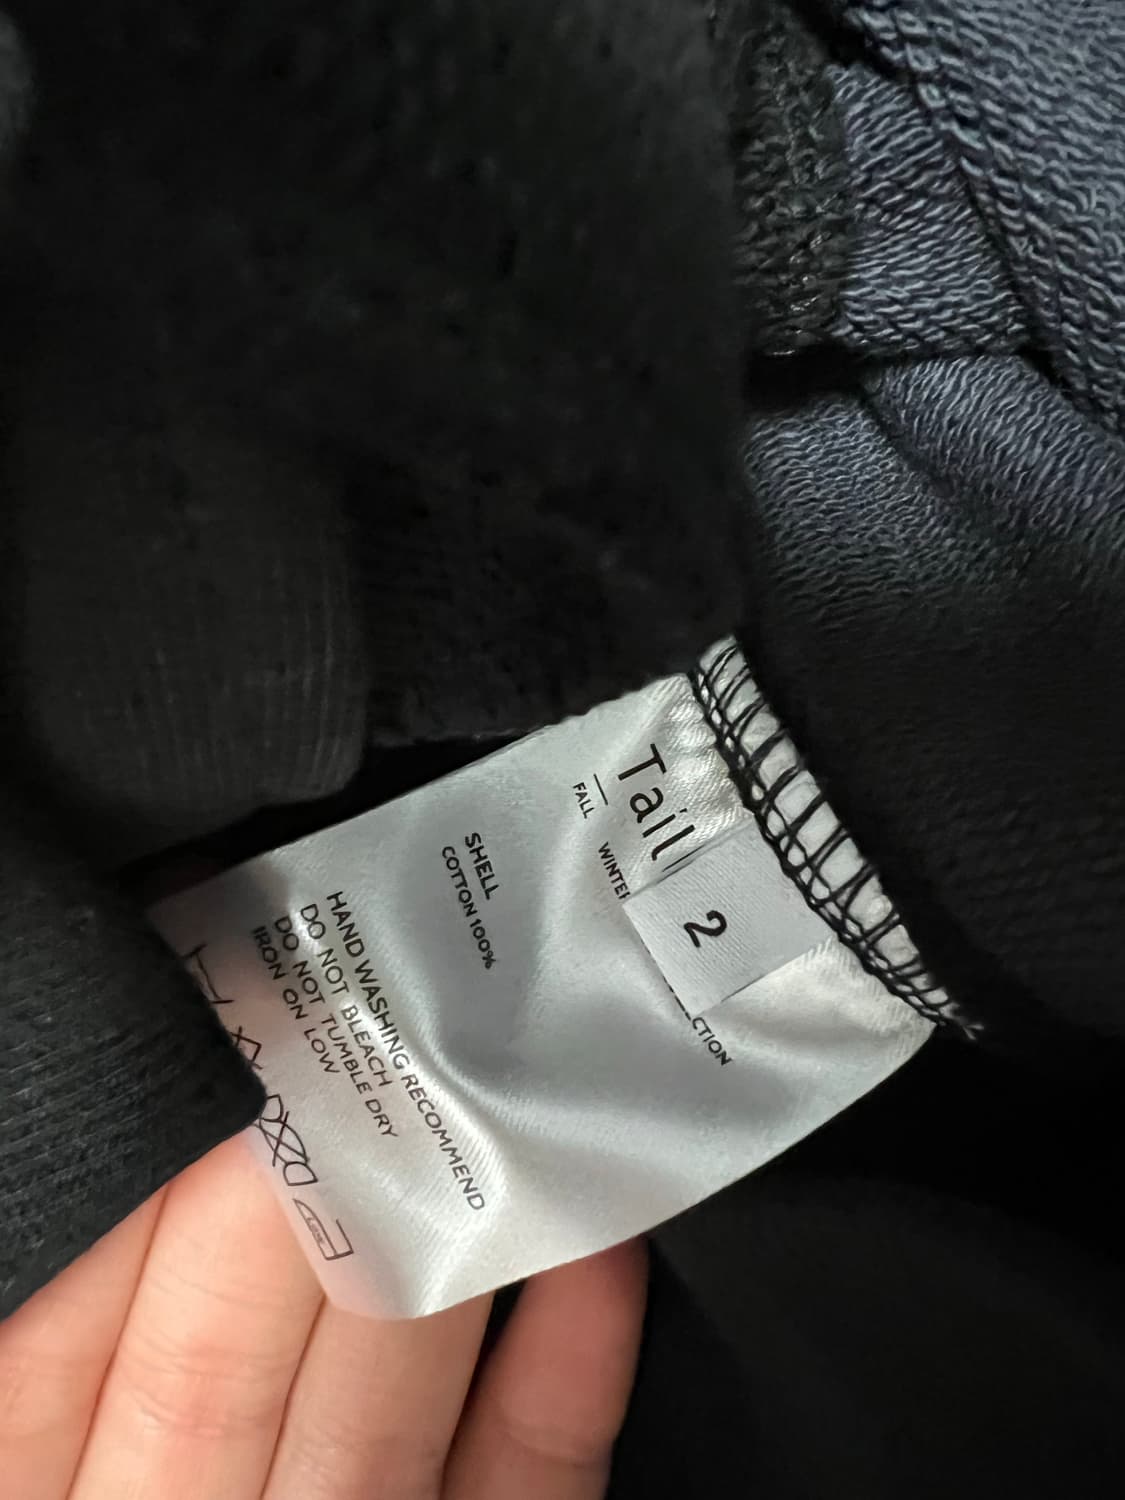 Tail
FALL WINTER
CTION
2
SHELL
COTTON 100%
HAND WASHING RECOMMEND
DO NOT BLEACH
DO NOT TUMBLE DRY
IRON ON LOW